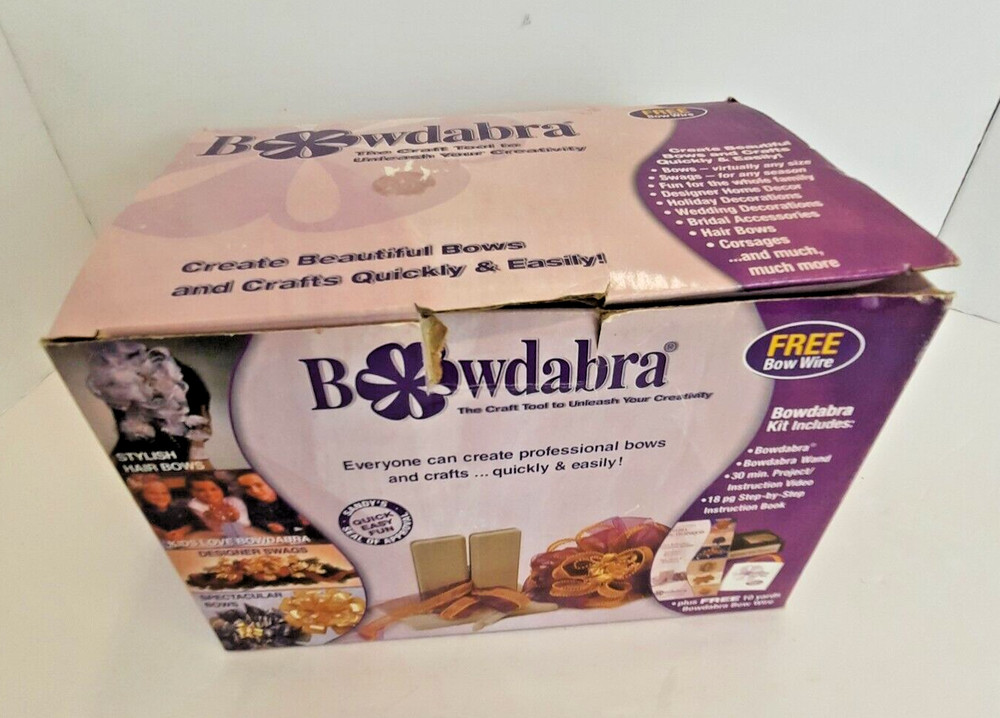 Bowdabra
The Craft Tool to
Unleash Your Creativity
Create Beautiful Bows
and Crafts Quickly & Easily!
FREE
Bow Wire
Create Beautiful
Bows and Crafts
Quickly & Easily!
• Bows – virtually any size
• Swags – for any season
• Fun for the whole family
• Designer Home Decor
• Holiday Decorations
• Wedding Decorations
• Bridal Accessories
• Hair Bows
• Corsages
...and much,
much more
Bowdabra®
The Craft Tool to Unleash Your Creativity
Everyone can create professional bows
and crafts ... quickly & easily!
SANDY'S
QUICK
EASY
FUN
SEAL OF APPROVAL
STYLISH
HAIR BOWS
KIDS LOVE BOWDABRA
DESIGNER SWAGS
SPECTACULAR
BOWS
FREE
Bow Wire
Bowdabra
Kit Includes:
• Bowdabra®
• Bowdabra Wand
• 30 min. Project/
Instruction Video
• 18 pg Step-by-Step
Instruction Book
• plus FREE 10 yards
Bowdabra Bow Wire